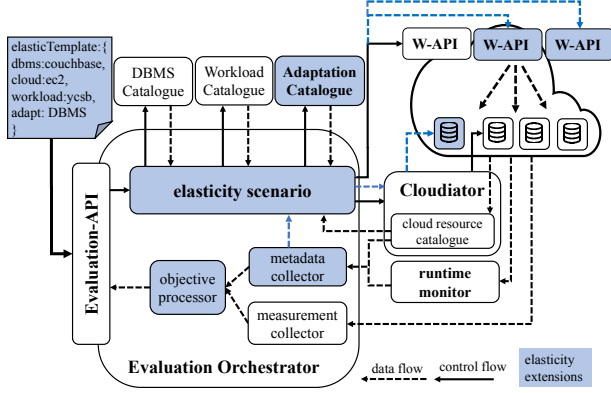 elasticTemplate:{
dbms:couchbase,
cloud:ec2,
workload:ycsb,
adapt: DBMS
}
DBMS
Catalogue
Workload
Catalogue
Adaptation
Catalogue
W-API
W-API
W-API
Evaluation-API
elasticity scenario
Cloudiator
cloud resource
catalogue
objective
processor
metadata
collector
runtime
monitor
measurement
collector
Evaluation Orchestrator
data flow
control flow
elasticity
extensions